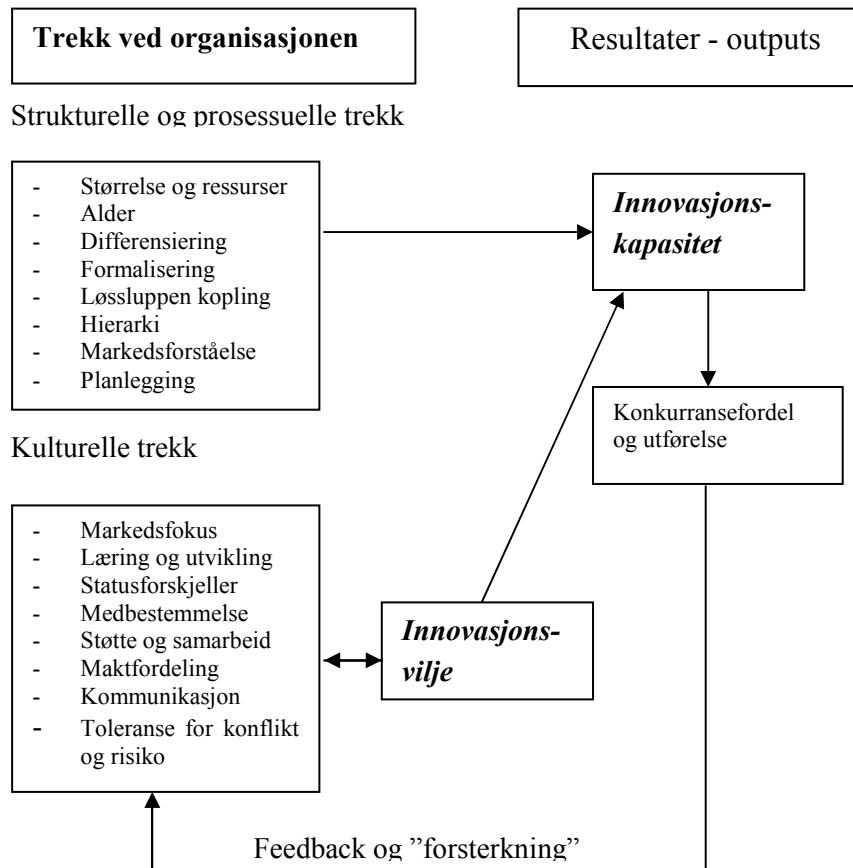 Trekk ved organisasjonen
Resultater - outputs
Strukturelle og prosessuelle trekk
- Størrelse og ressurser
- Alder
- Differensiering
- Formalisering
- Løssluppen kopling
- Hierarki
- Markedsforståelse
- Planlegging
Innovasjons-
kapasitet
Konkurransefordel
og utførelse
Kulturelle trekk
- Markedsfokus
- Læring og utvikling
- Statusforskjeller
- Medbestemmelse
- Støtte og samarbeid
- Maktfordeling
- Kommunikasjon
- Toleranse for konflikt
og risiko
Innovasjons-
vilje
Feedback og ”forsterkning”